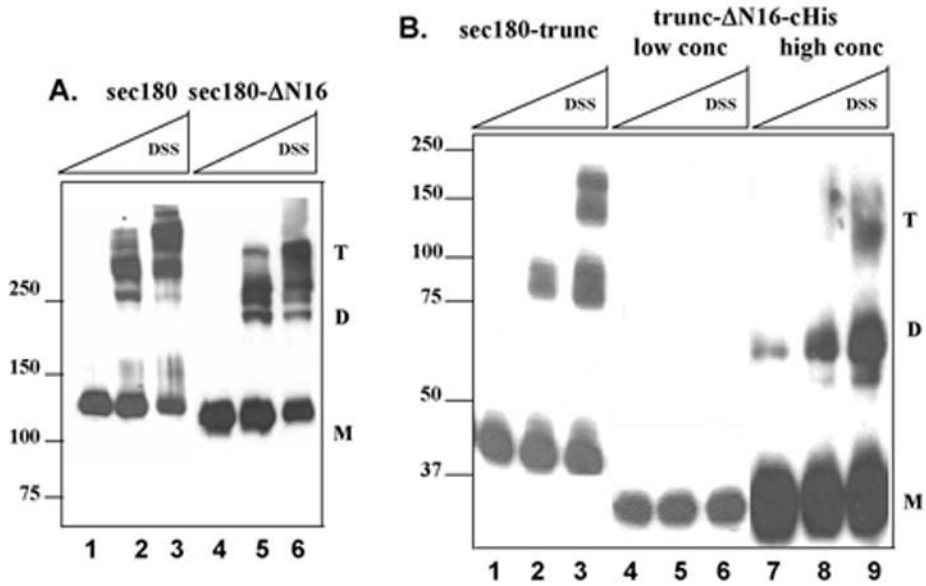 A.
sec180 sec180-ΔN16
DSS DSS
250
150
100
75
T
D
M
1 2 3 4 5 6
B.
sec180-trunc
trunc-ΔN16-cHis
low conc high conc
DSS DSS DSS
250
150
100
75
50
37
T
D
M
1 2 3 4 5 6 7 8 9